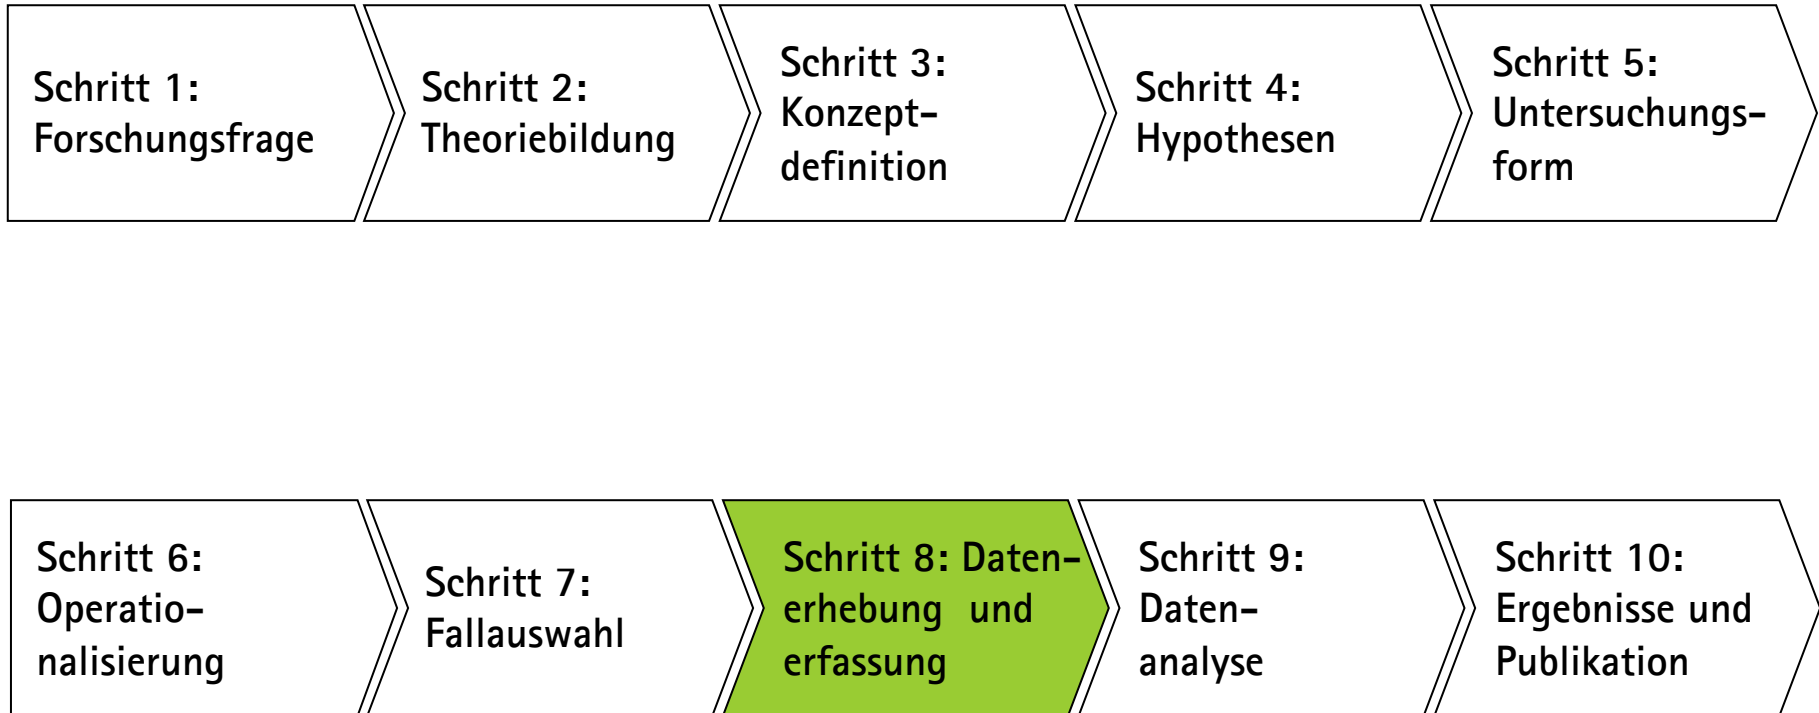 Schritt 1:
Forschungsfrage
Schritt 2:
Theoriebildung
Schritt 3:
Konzept-
definition
Schritt 4:
Hypothesen
Schritt 5:
Untersuchungs-
form
Schritt 6:
Operatio-
nalisierung
Schritt 7:
Fallauswahl
Schritt 8: Daten-
erhebung und
erfassung
Schritt 9:
Daten-
analyse
Schritt 10:
Ergebnisse und
Publikation